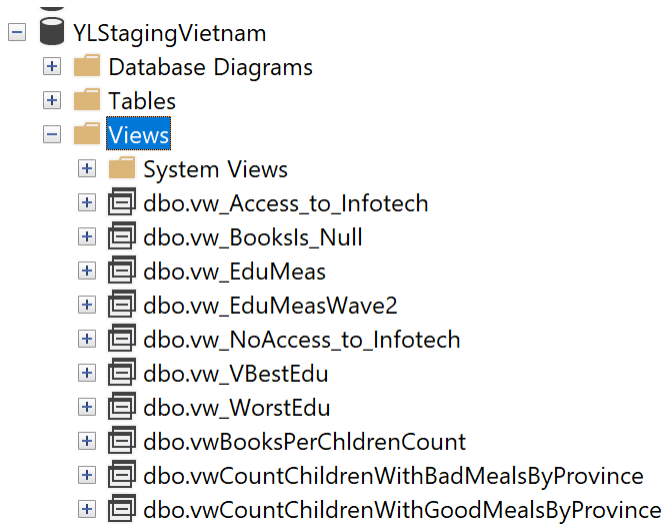 YLStagingVietnam
Database Diagrams
Tables
Views
System Views
dbo.vw_Access_to_Infotech
dbo.vw_BooksIs_Null
dbo.vw_EduMeas
dbo.vw_EduMeasWave2
dbo.vw_NoAccess_to_Infotech
dbo.vw_VBestEdu
dbo.vw_WorstEdu
dbo.vwBooksPerChldrenCount
dbo.vwCountChildrenWithBadMealsByProvince
dbo.vwCountChildrenWithGoodMealsByProvince